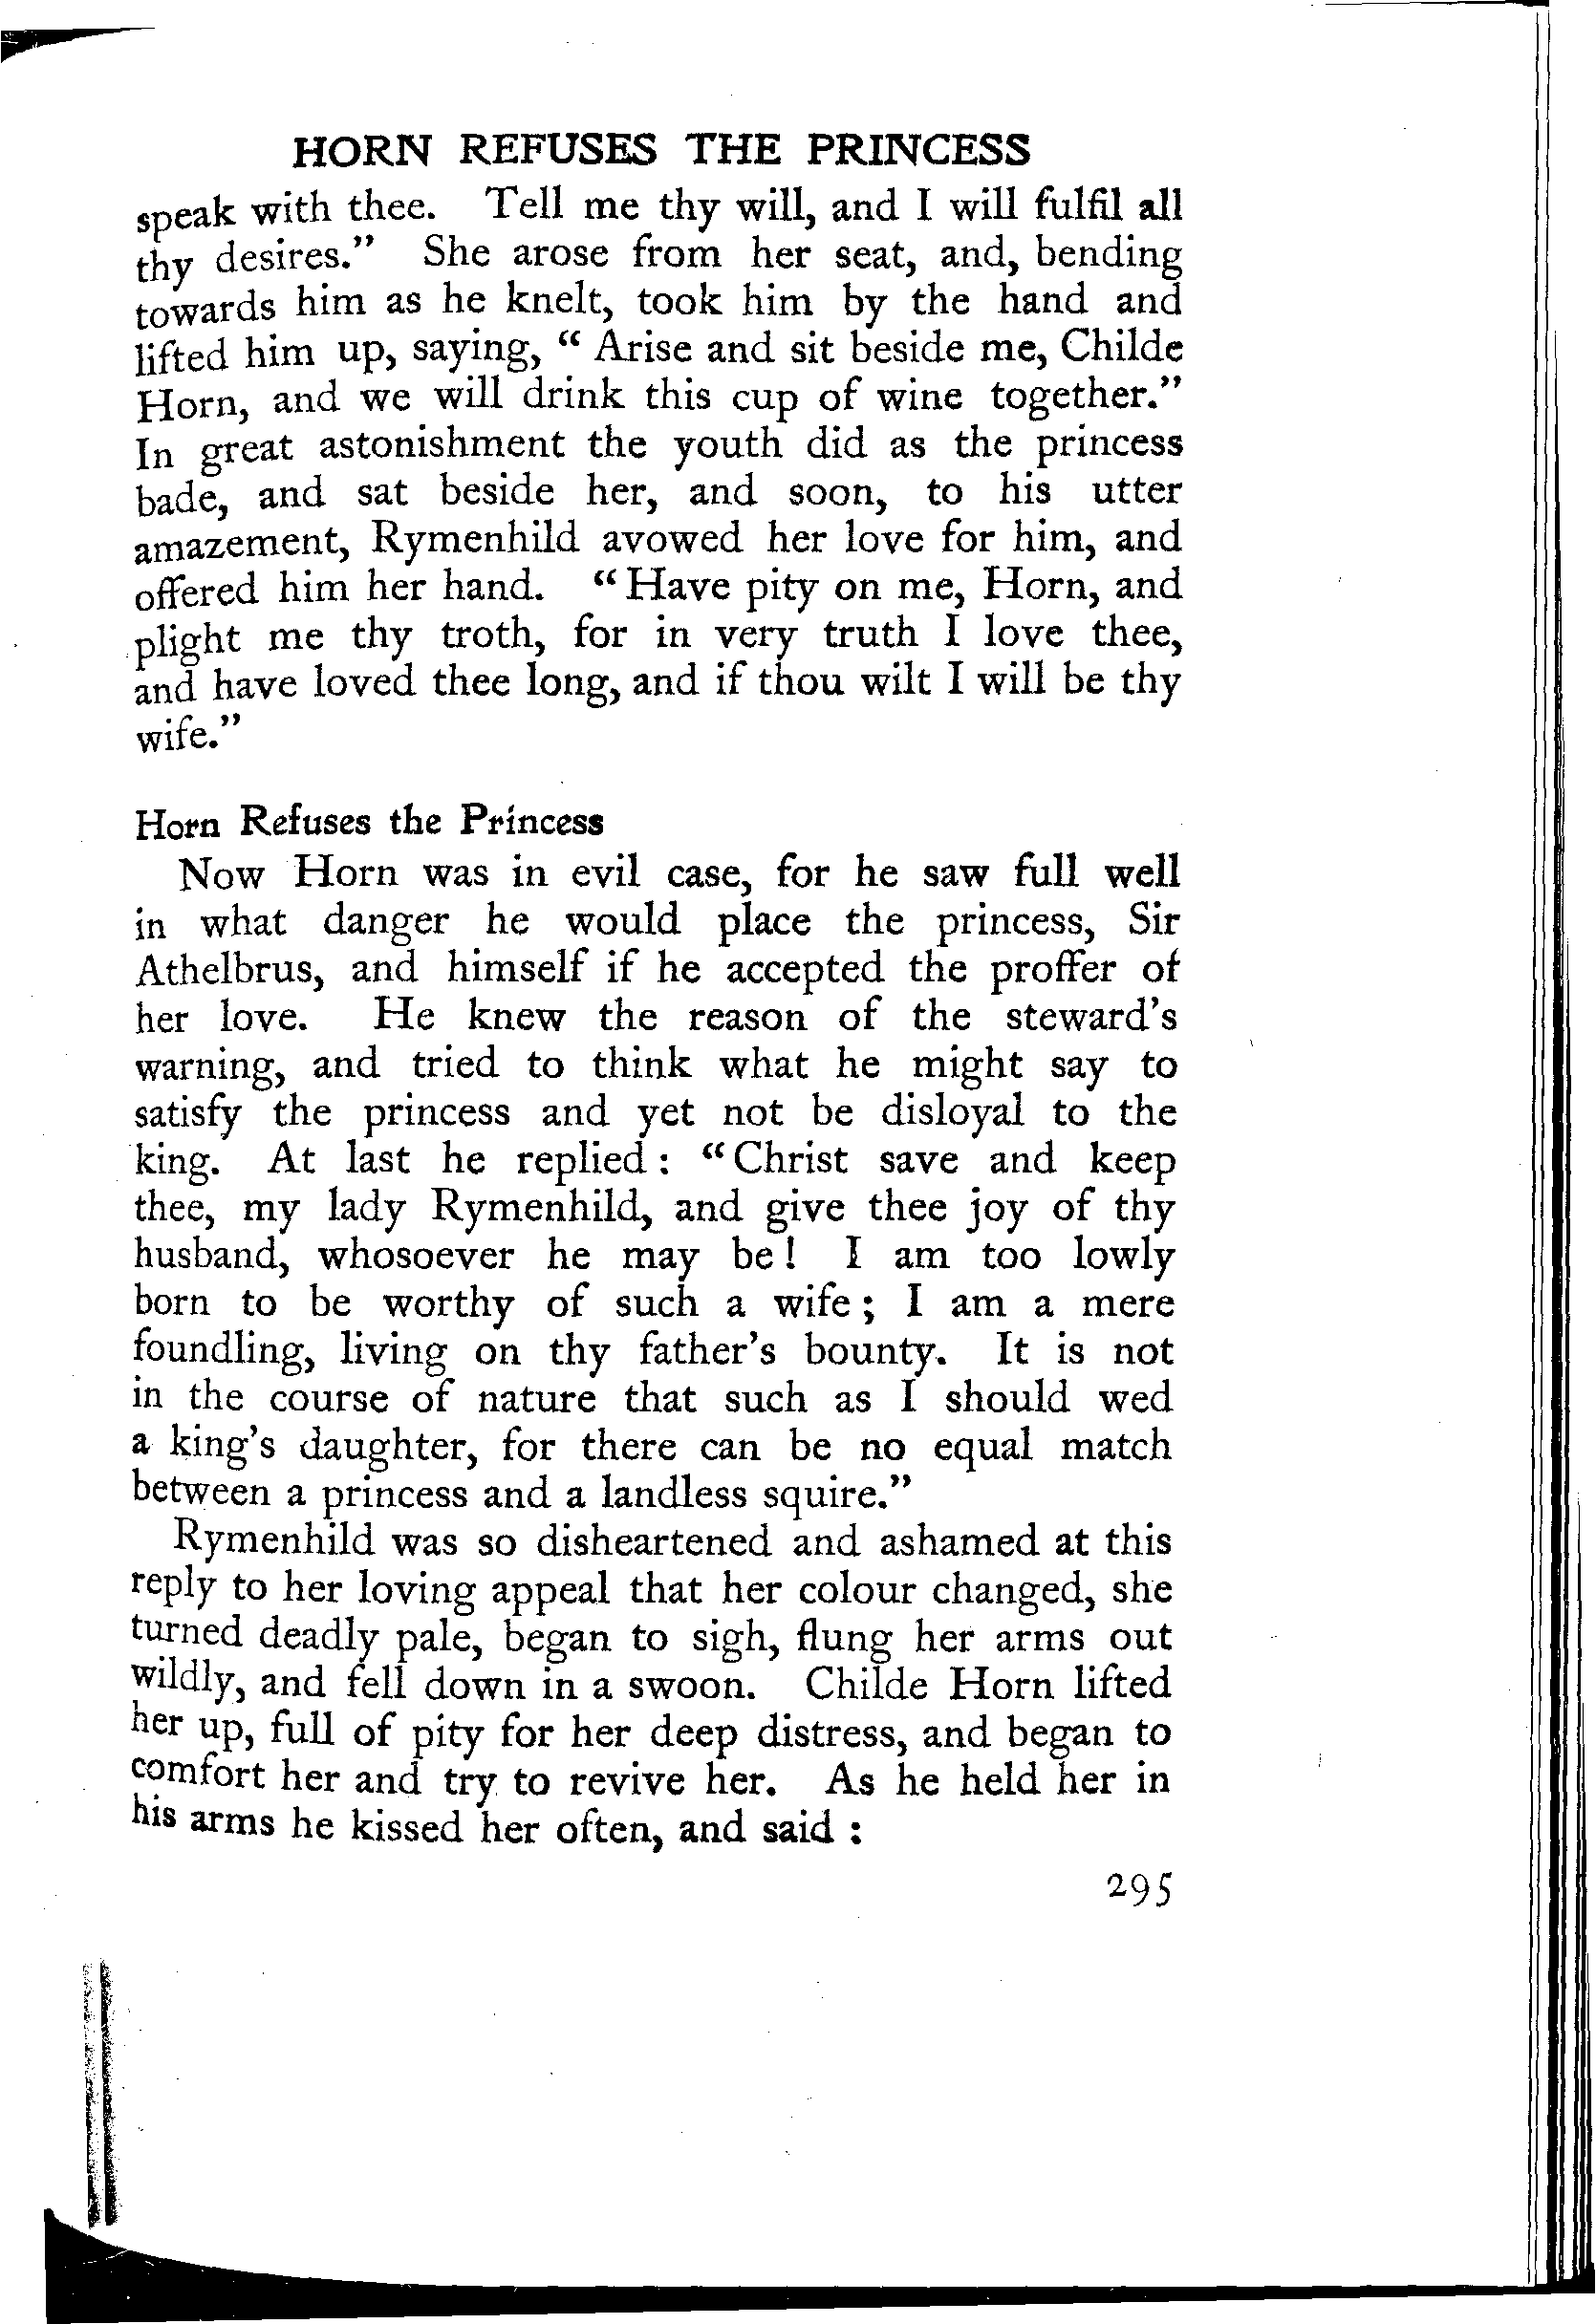 HORN REFUSES THE PRINCESS
speak with thee. Tell me thy will, and I will fulfil all
thy desires." She arose from her seat, and, bending
towards him as he knelt, took him by the hand and
lifted him up, saying, "Arise and sit beside me, Childe
Horn, and we will drink this cup of wine together."
In great astonishment the youth did as the princess
bade, and sat beside her, and soon, to his utter
amazement, Rymenhild avowed her love for him, and
offered him her hand. "Have pity on me, Horn, and
plight me thy troth, for in very truth I love thee,
and have loved thee long, and if thou wilt I will be thy
wife."
Horn Refuses the Princess
Now Horn was in evil case, for he saw full well
in what danger he would place the princess, Sir
Athelbrus, and himself if he accepted the proffer of
her love. He knew the reason of the steward's
warning, and tried to think what he might say to
satisfy the princess and yet not be disloyal to the
king. At last he replied: "Christ save and keep
thee, my lady Rymenhild, and give thee joy of thy
husband, whosoever he may be! I am too lowly
born to be worthy of such a wife; I am a mere
foundling, living on thy father's bounty. It is not
in the course of nature that such as I should wed
a king's daughter, for there can be no equal match
between a princess and a landless squire."
Rymenhild was so disheartened and ashamed at this
reply to her loving appeal that her colour changed, she
turned deadly pale, began to sigh, flung her arms out
wildly, and fell down in a swoon. Childe Horn lifted
her up, full of pity for her deep distress, and began to
comfort her and try to revive her. As he held her in
his arms he kissed her often, and said:
295